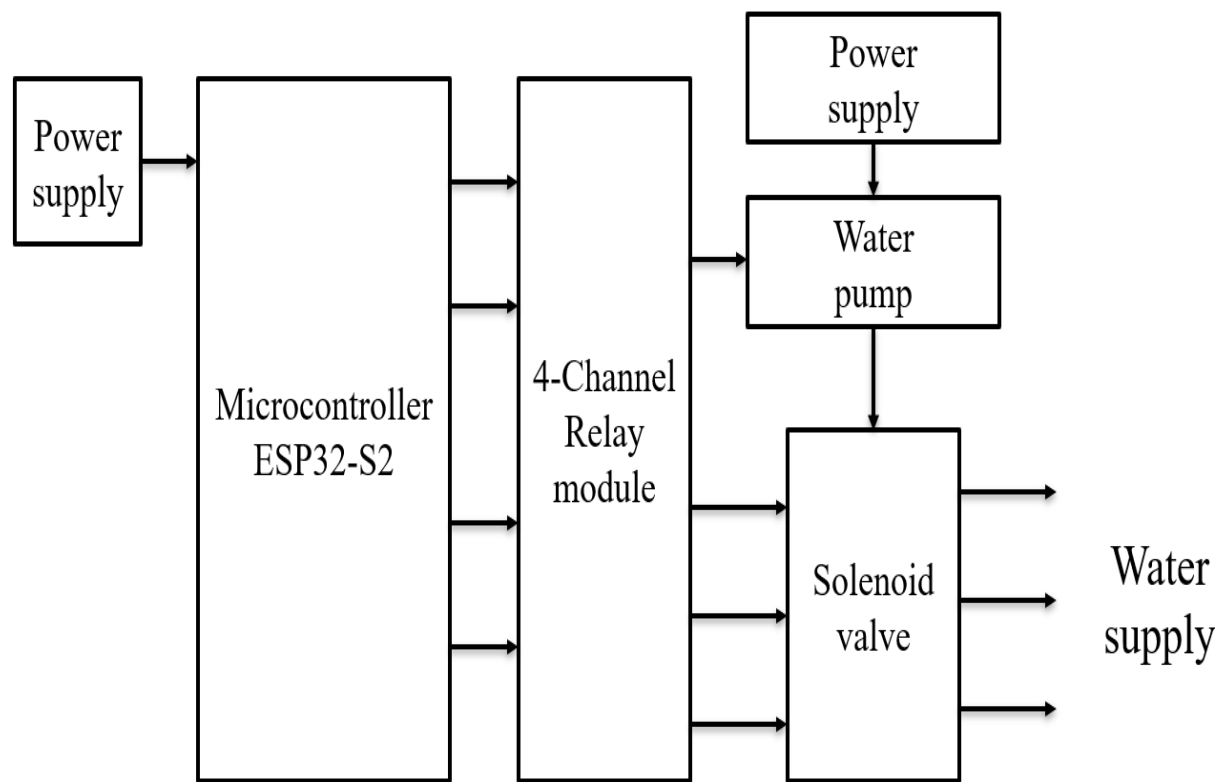 Power
supply
Microcontroller
ESP32-S2
4-Channel
Relay
module
Power
supply
Water
pump
Solenoid
valve
Water
supply